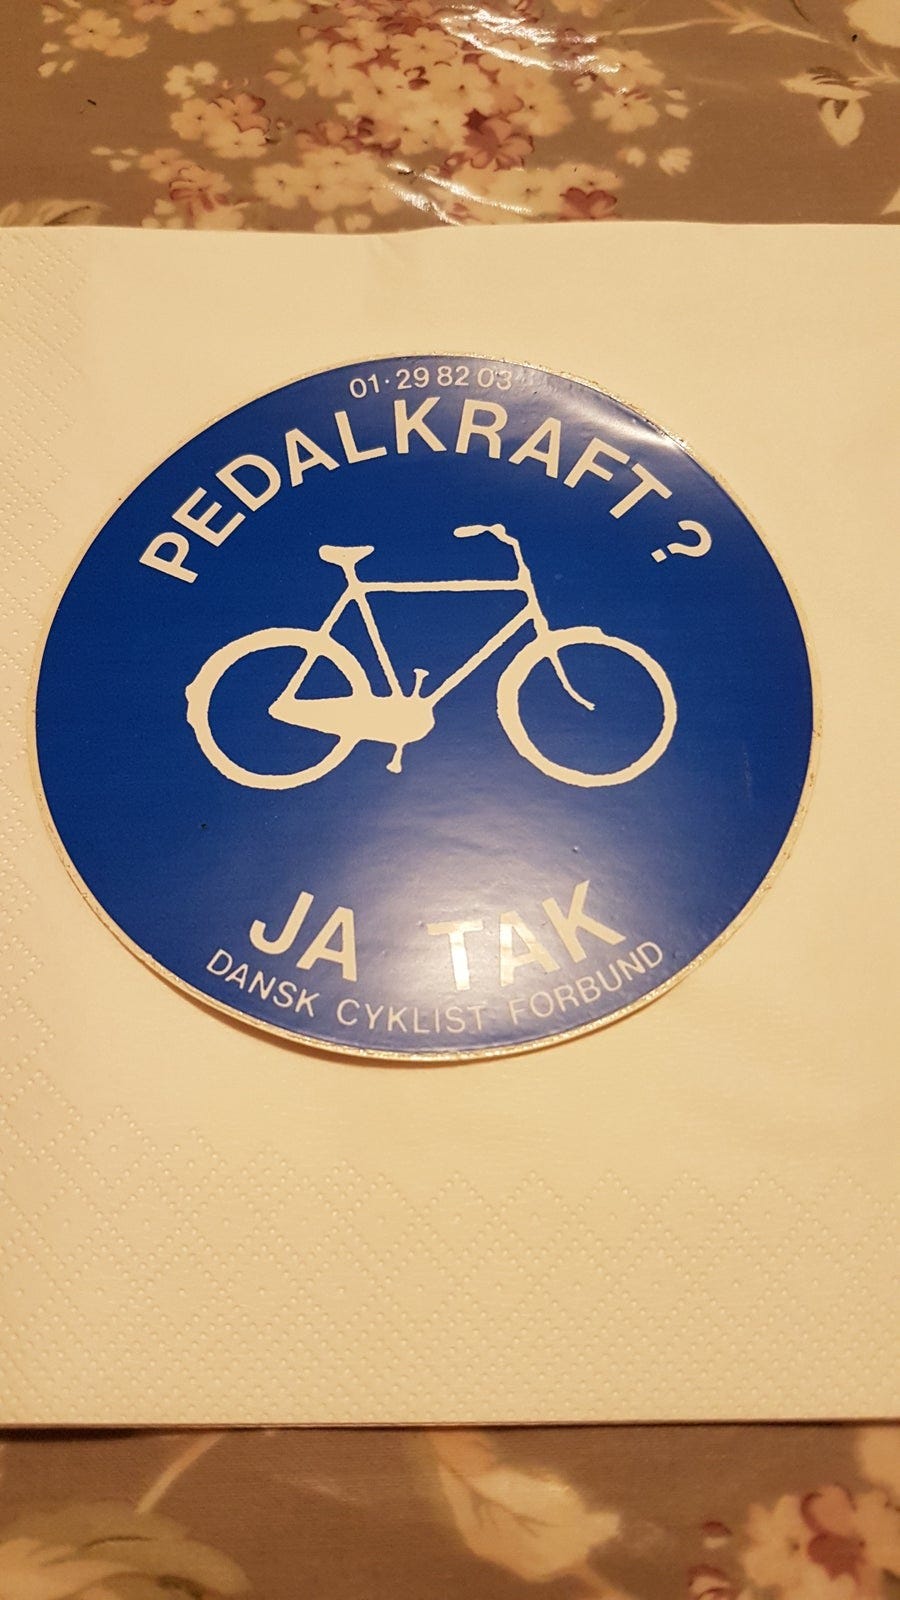 01·29 82 03
PEDALKRAFT?
JA TAK
DANSK CYKLIST FORBUND